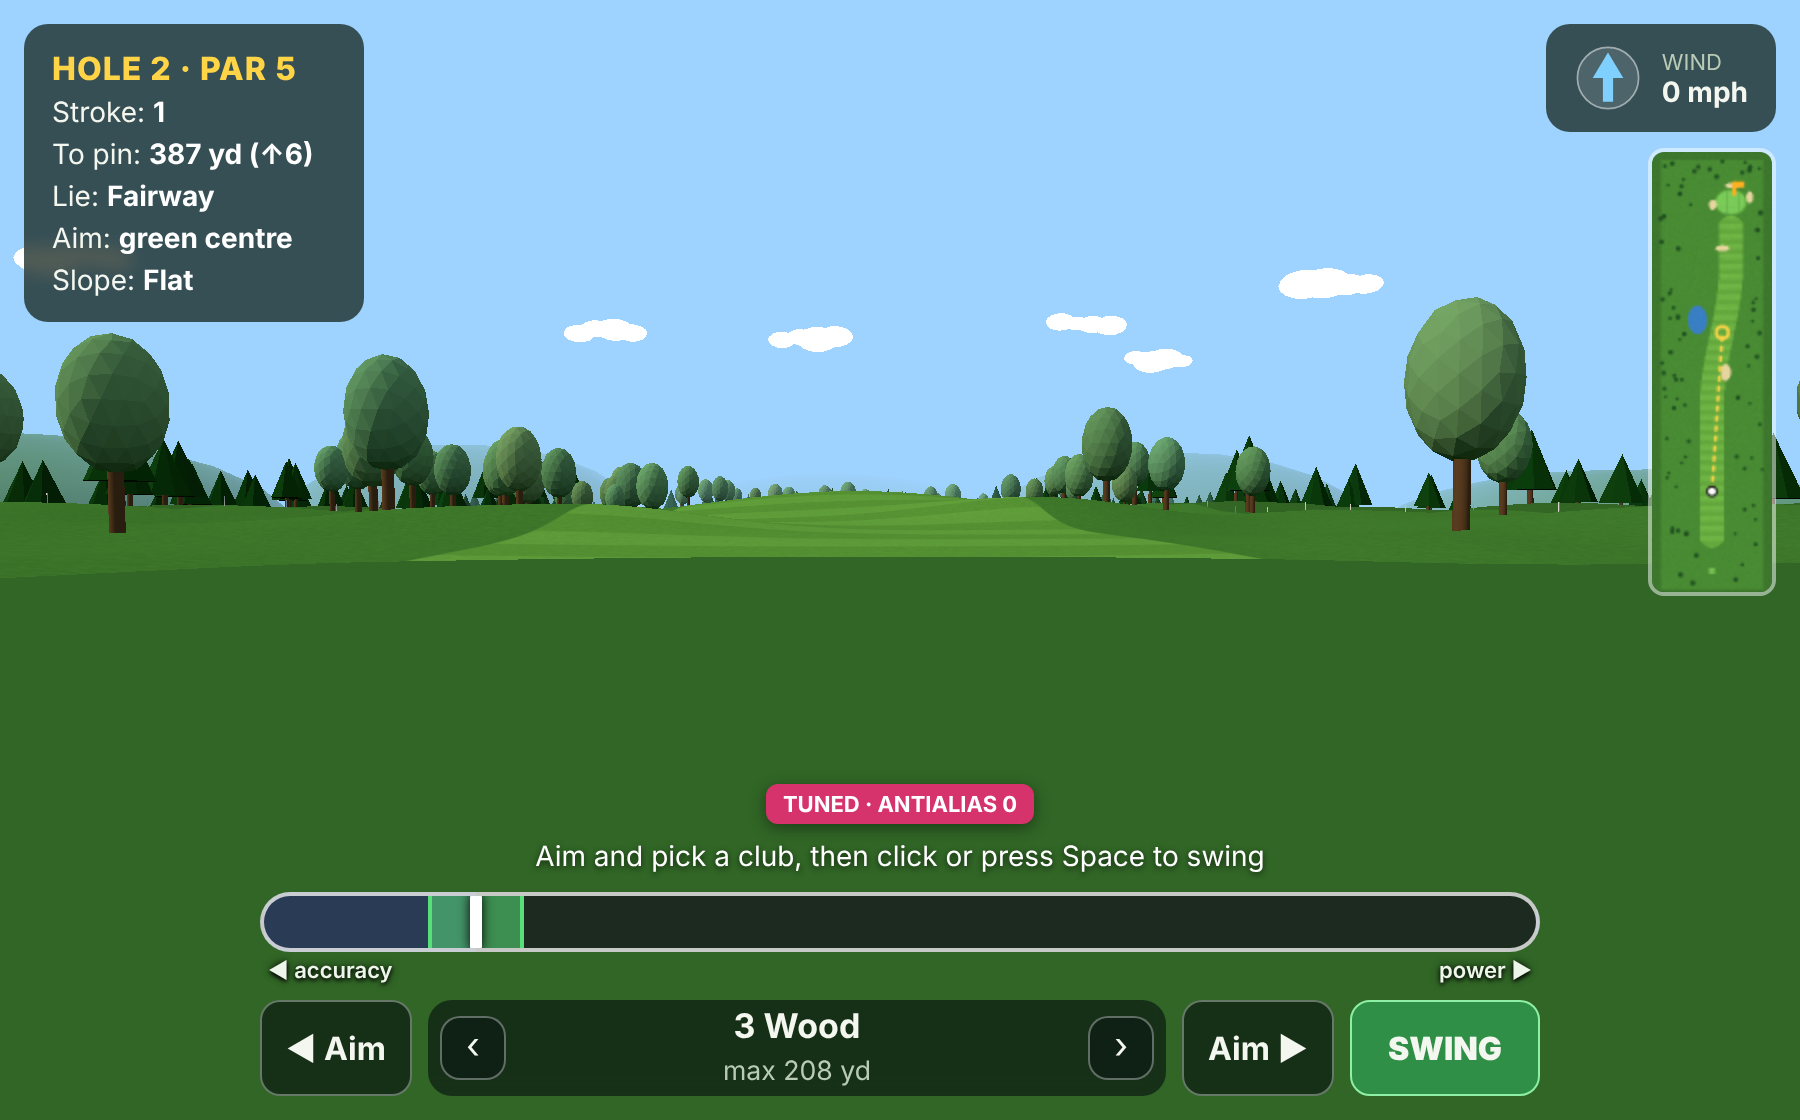 HOLE 2 · PAR 5
Stroke: 1
To pin: 387 yd (↑6)
Lie: Fairway
Aim: green centre
Slope: Flat
WIND
0 mph
TUNED · ANTIALIAS 0
Aim and pick a club, then click or press Space to swing
◀ accuracy
power ▶
◀ Aim
‹
3 Wood
max 208 yd
›
Aim ▶
SWING